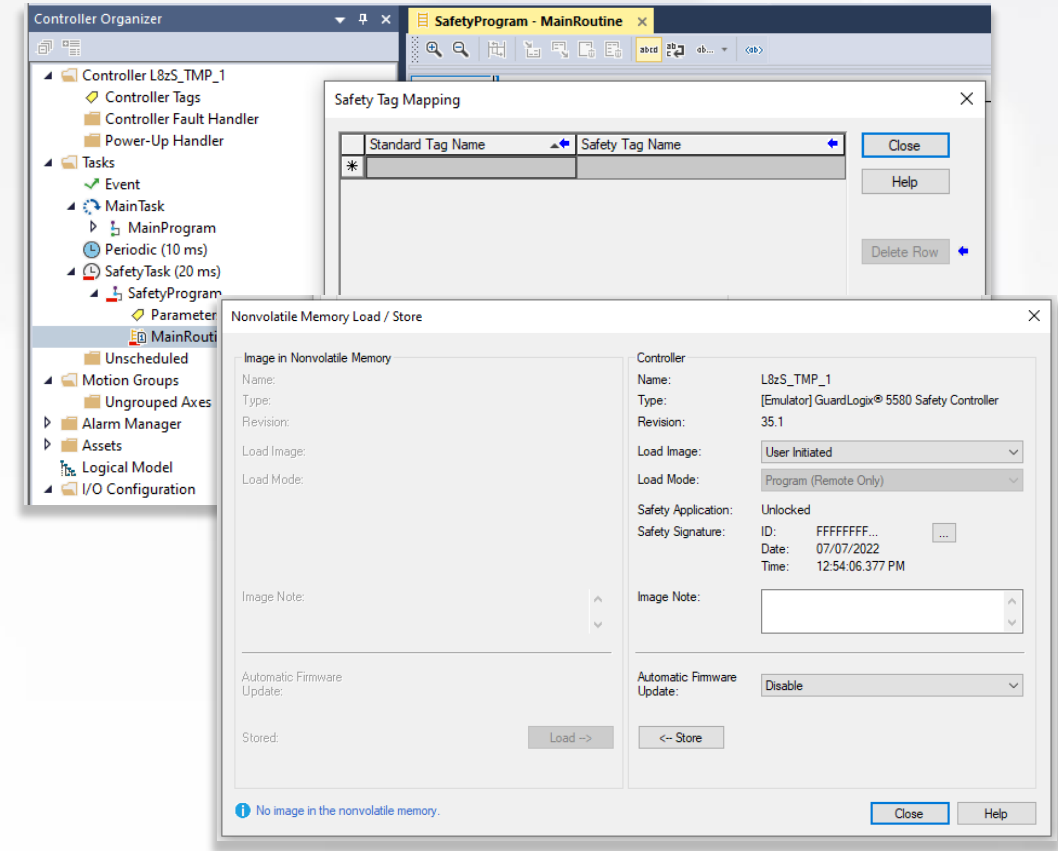 Controller Organizer
Controller L8zS_TMP_1
Controller Tags
Controller Fault Handler
Power-Up Handler
Tasks
Event
MainTask
MainProgram
Periodic (10 ms)
SafetyTask (20 ms)
SafetyProgram
Parameter
MainRouti
Unscheduled
Motion Groups
Ungrouped Axes
Alarm Manager
Assets
Logical Model
I/O Configuration
SafetyProgram - MainRoutine
abcd ab ab... <ab>
Safety Tag Mapping
Standard Tag Name Safety Tag Name
Close
Help
Delete Row
Nonvolatile Memory Load / Store
Image in Nonvolatile Memory
Name:
Type:
Revision:
Load Image:
Load Mode:
Image Note:
Automatic Firmware
Update:
Stored: Load -->
No image in the nonvolatile memory.
Controller
Name: L8zS_TMP_1
Type: [Emulator] GuardLogix® 5580 Safety Controller
Revision: 35.1
Load Image: User Initiated
Load Mode: Program (Remote Only)
Safety Application: Unlocked
Safety Signature: ID: FFFFFFFF... ...
Date: 07/07/2022
Time: 12:54:06.377 PM
Image Note:
Automatic Firmware
Update: Disable
<-- Store
Close Help